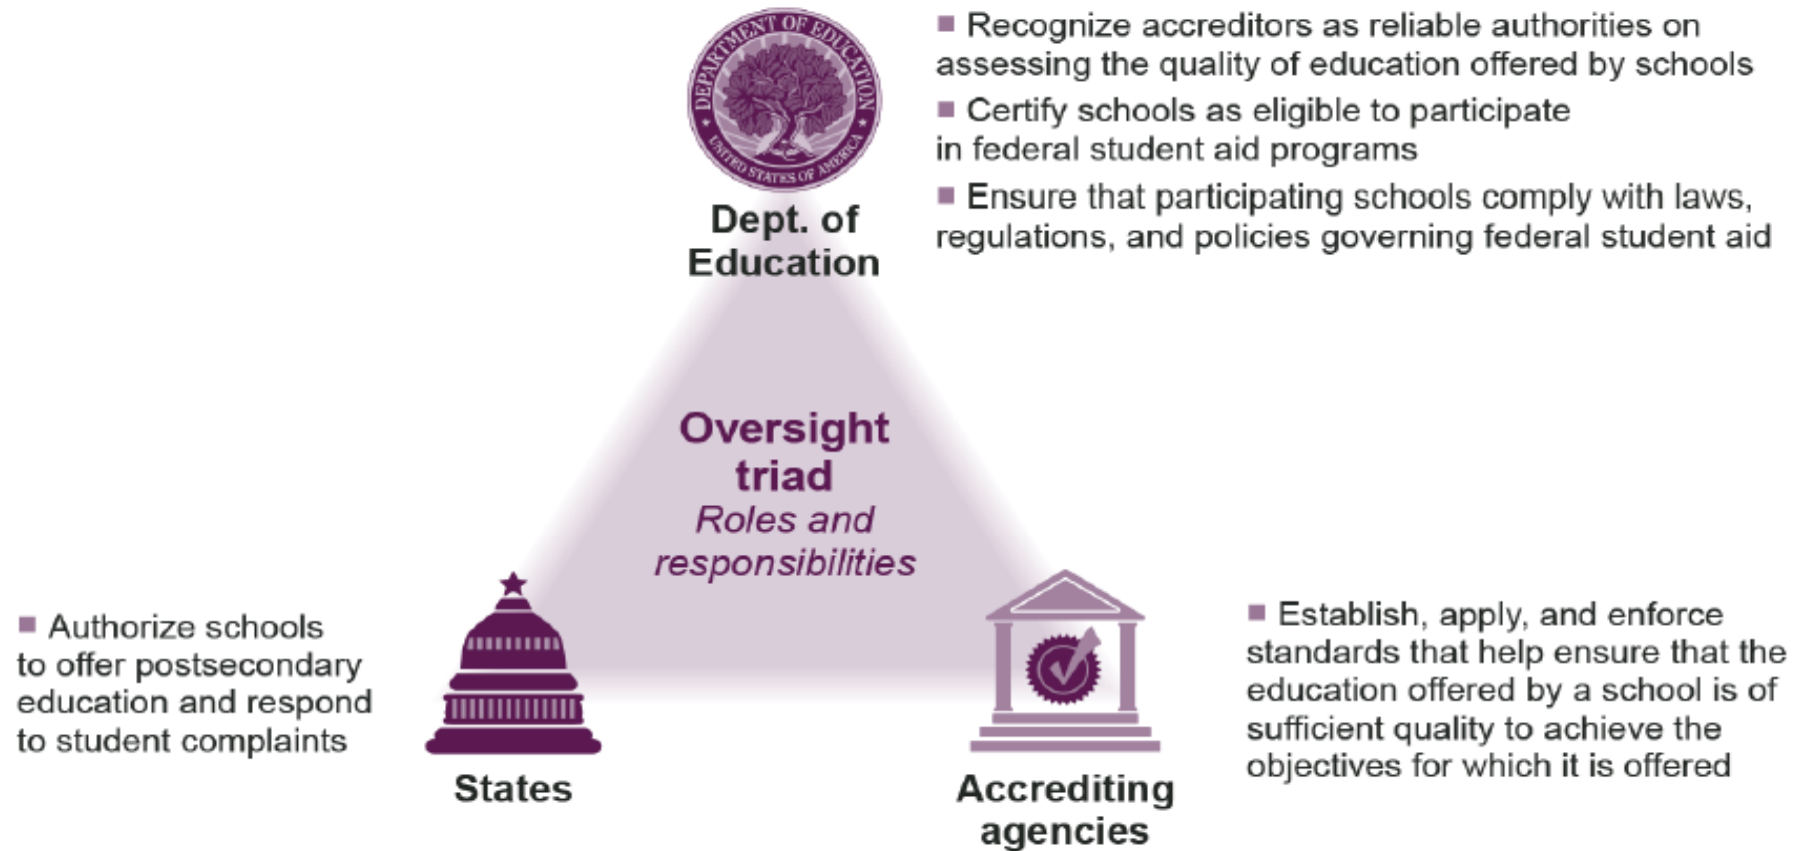 DEPARTMENT OF EDUCATION
UNITED STATES OF AMERICA
Dept. of
Education
■ Recognize accreditors as reliable authorities on
assessing the quality of education offered by schools
■ Certify schools as eligible to participate
in federal student aid programs
■ Ensure that participating schools comply with laws,
regulations, and policies governing federal student aid
Oversight
triad
Roles and
responsibilities
■ Authorize schools
to offer postsecondary
education and respond
to student complaints
States
Accrediting
agencies
■ Establish, apply, and enforce
standards that help ensure that the
education offered by a school is of
sufficient quality to achieve the
objectives for which it is offered